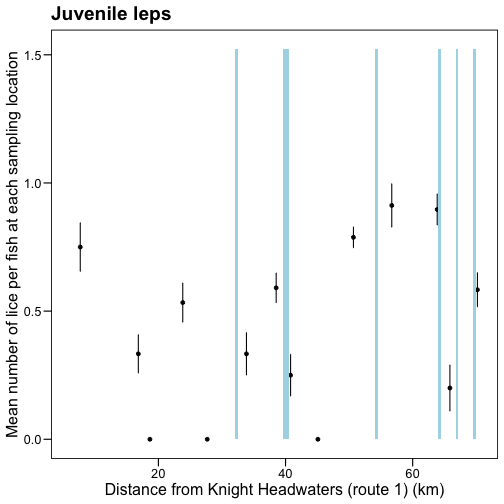 Juvenile leps
Mean number of lice per fish at each sampling location
1.5
1.0
0.5
0.0
20
40
60
Distance from Knight Headwaters (route 1) (km)